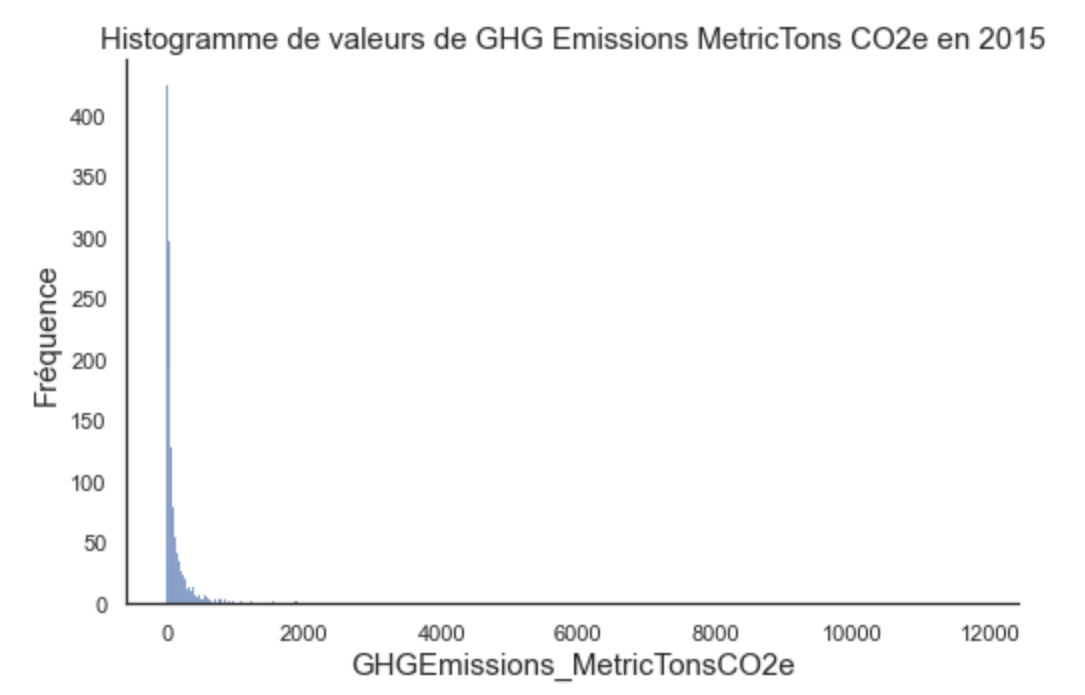 Histogramme de valeurs de GHG Emissions MetricTons CO2e en 2015
400
350
300
250
200
150
100
50
0
Fréquence
0 2000 4000 6000 8000 10000 12000
GHGEmissions_MetricTonsCO2e